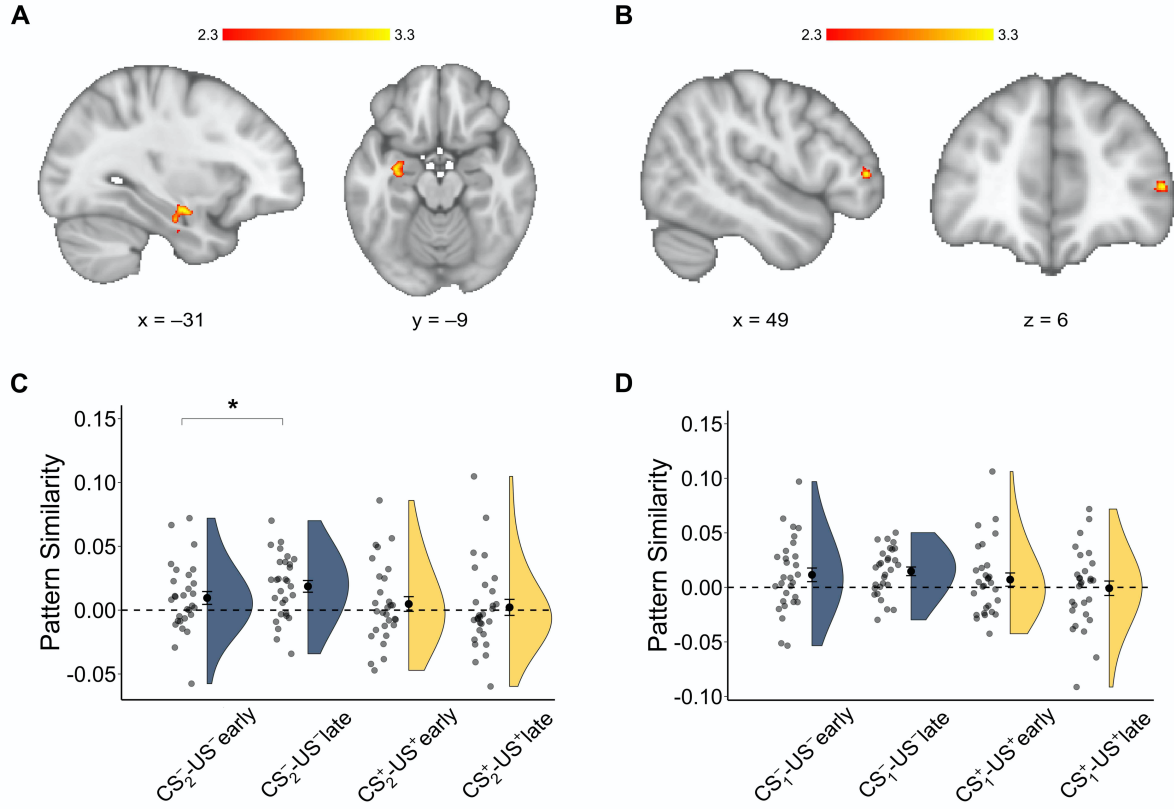 A
B
2.3 3.3
2.3 3.3
x = –31
y = –9
x = 49
z = 6
C
D
*
Pattern Similarity
0.15
0.10
0.05
0.00
-0.05
CS₂⁻-US⁻early
CS₂⁻-US⁻late
CS₂⁺-US⁺early
CS₂⁺-US⁺late
Pattern Similarity
0.15
0.10
0.05
0.00
-0.05
-0.10
CS₁⁻-US⁻early
CS₁⁻-US⁻late
CS₁⁺-US⁺early
CS₁⁺-US⁺late